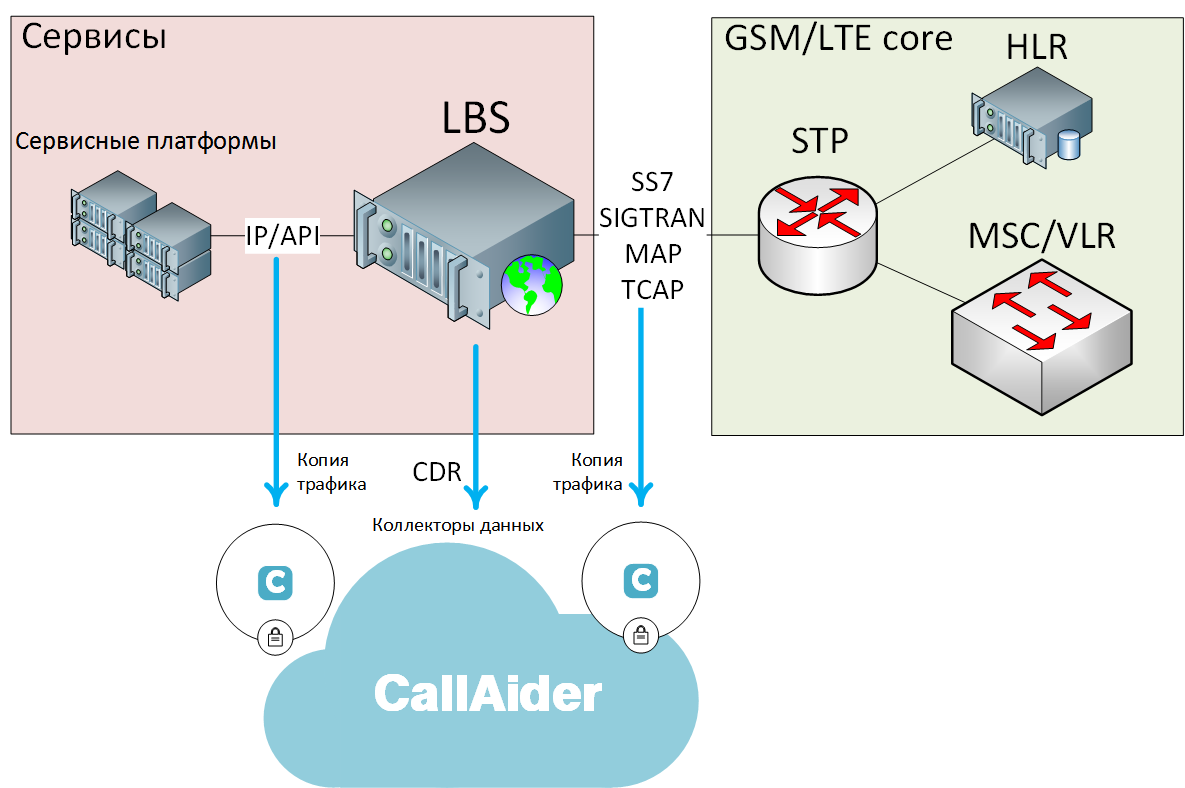 Сервисы
GSM/LTE core
HLR
LBS
STP
Сервисные платформы
SS7
SIGTRAN
MAP
TCAP
IP/API
MSC/VLR
Копия
трафика
CDR
Копия
трафика
Коллекторы данных
C
C
CallAider